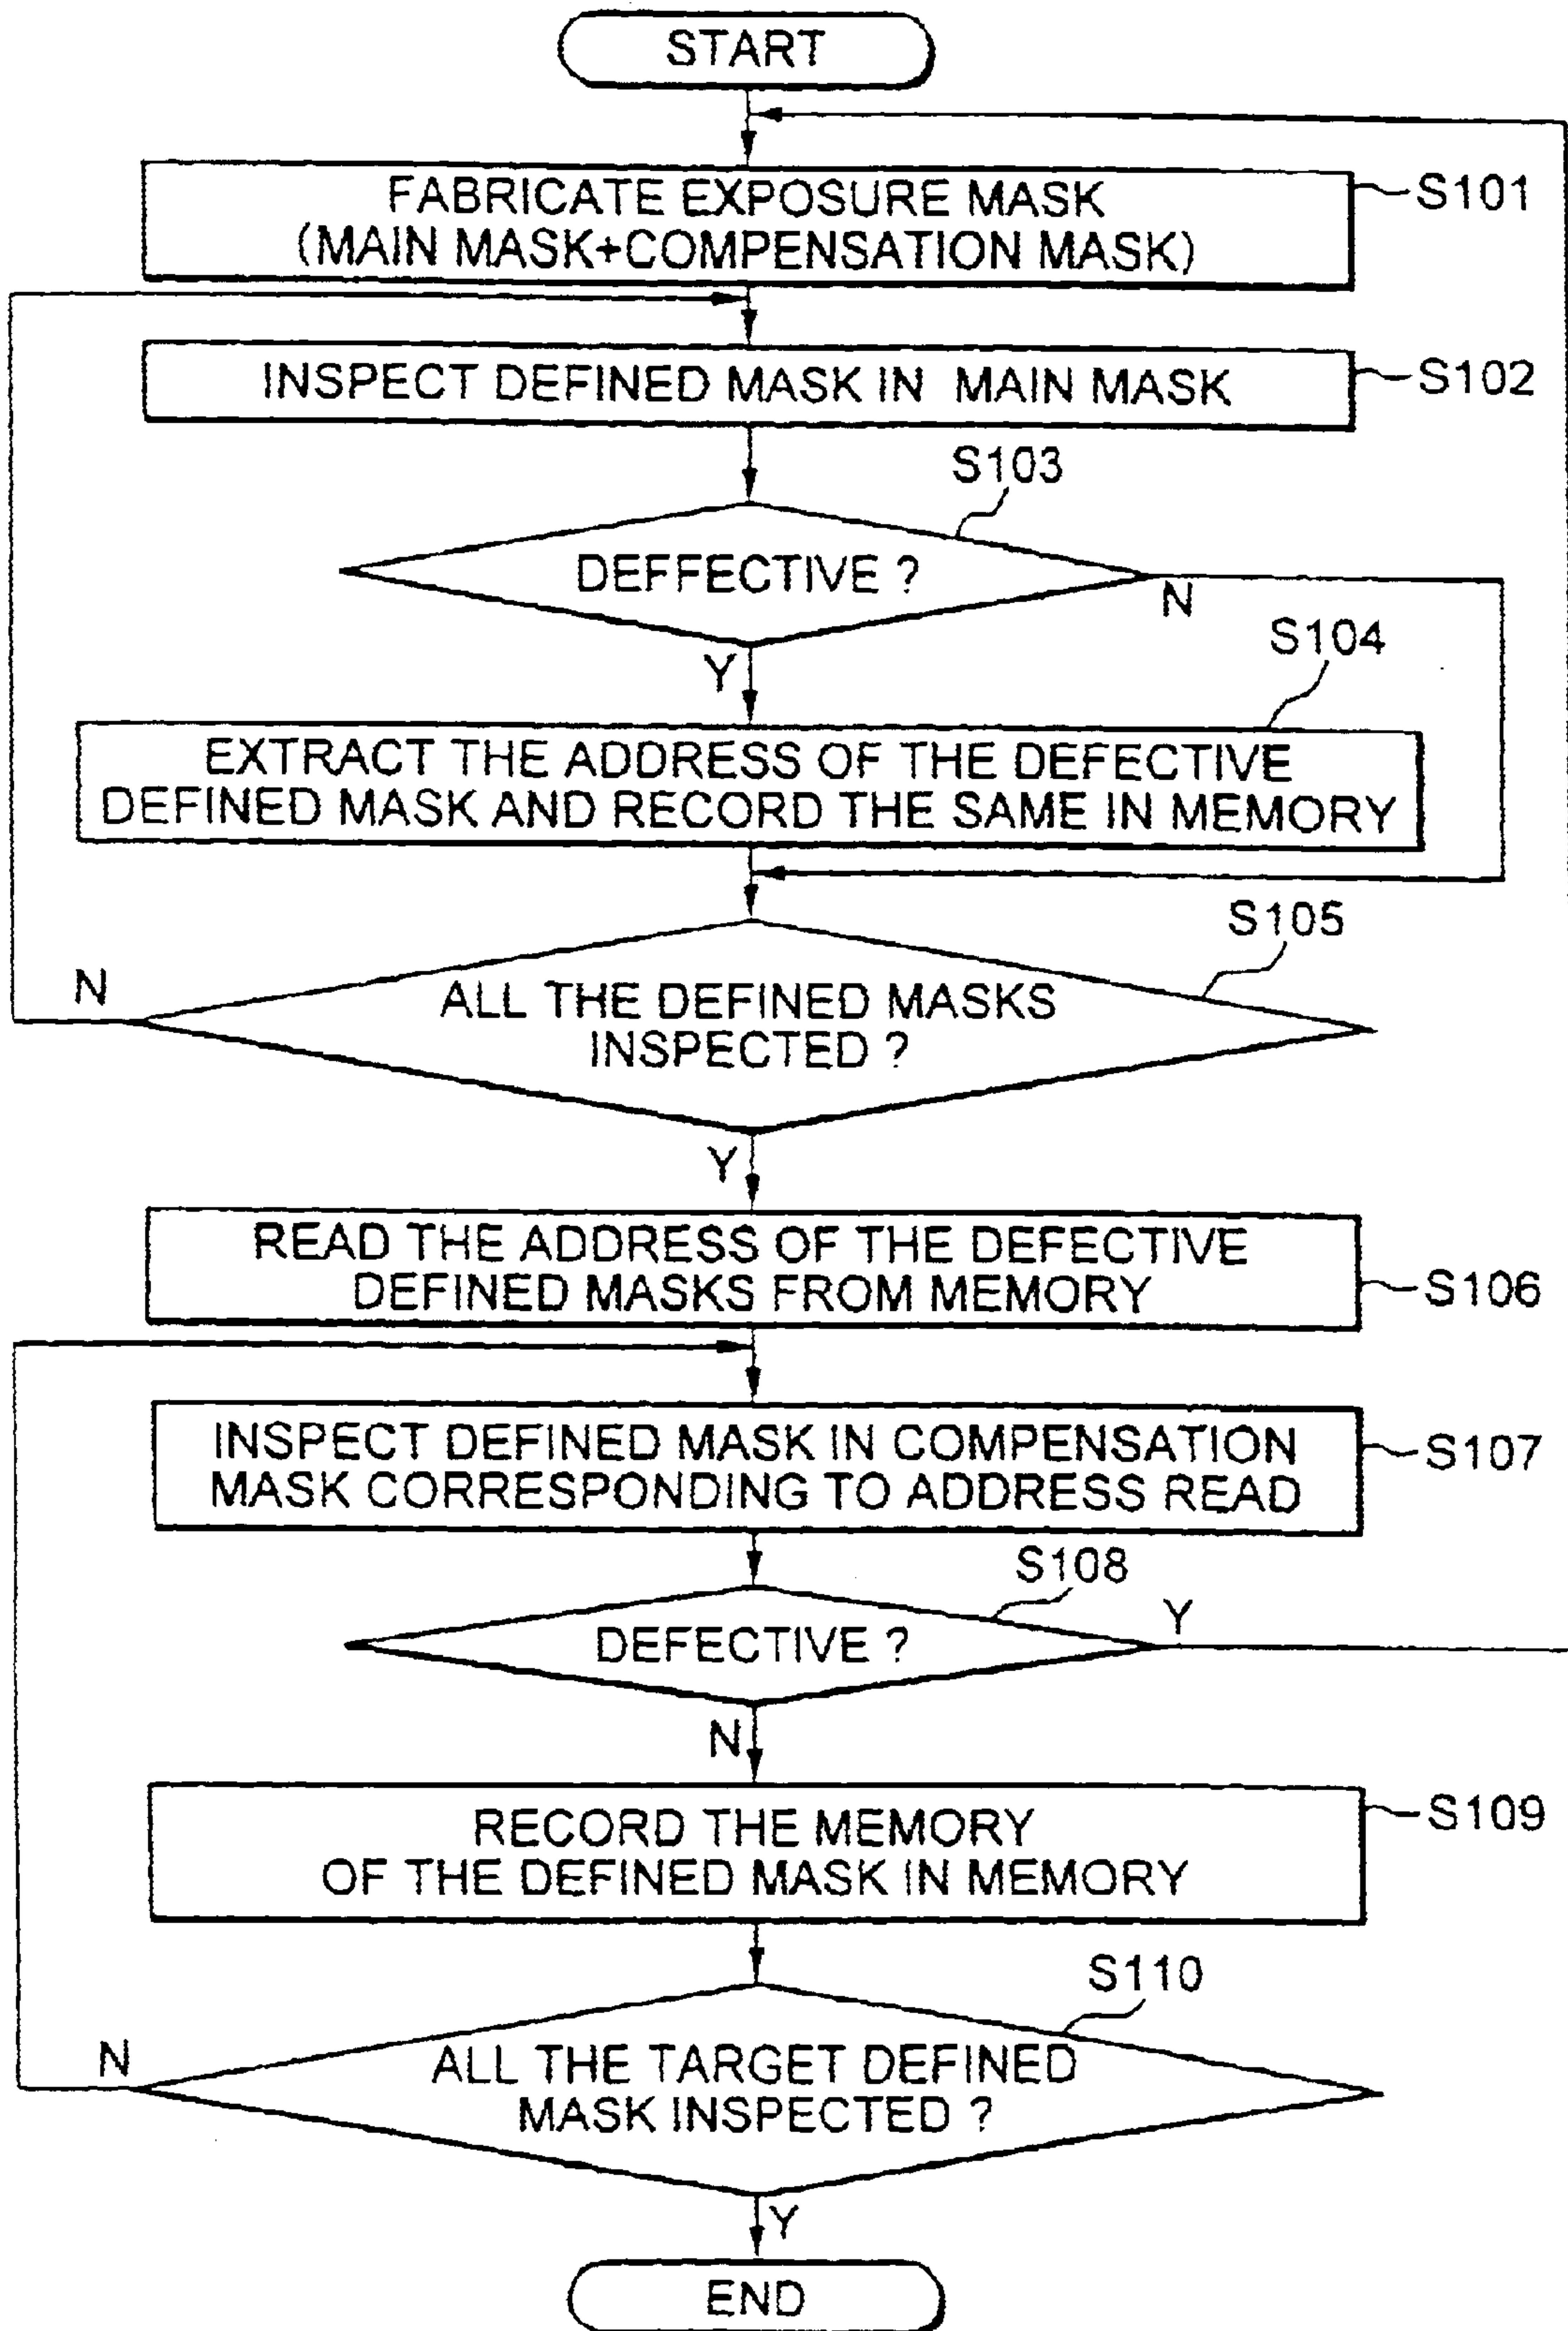 START
FABRICATE EXPOSURE MASK
(MAIN MASK+COMPENSATION MASK)
S101
INSPECT DEFINED MASK IN MAIN MASK
S102
S103
DEFFECTIVE ?
N
Y
S104
EXTRACT THE ADDRESS OF THE DEFECTIVE
DEFINED MASK AND RECORD THE SAME IN MEMORY
S105
N
ALL THE DEFINED MASKS
INSPECTED ?
Y
READ THE ADDRESS OF THE DEFECTIVE
DEFINED MASKS FROM MEMORY
S106
INSPECT DEFINED MASK IN COMPENSATION
MASK CORRESPONDING TO ADDRESS READ
S107
S108
DEFECTIVE ?
Y
N
RECORD THE MEMORY
OF THE DEFINED MASK IN MEMORY
S109
S110
N
ALL THE TARGET DEFINED
MASK INSPECTED ?
Y
END